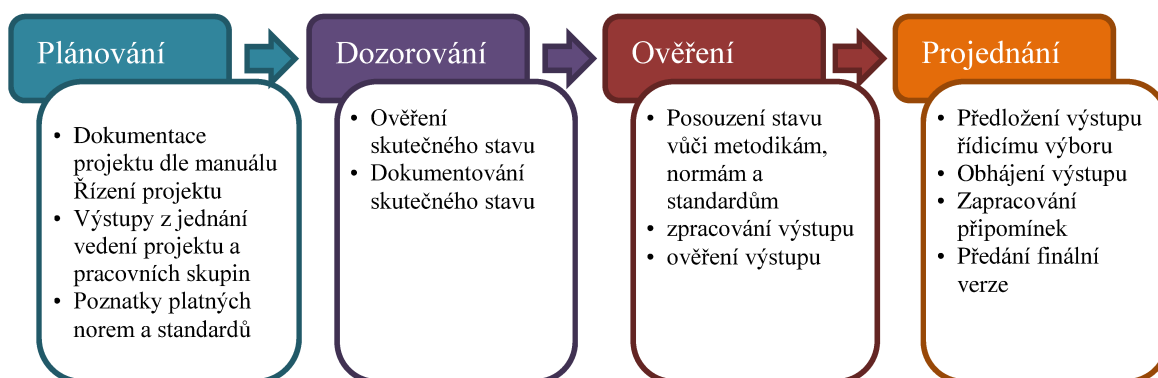 Plánování
• Dokumentace
projektu dle manuálu
Řízení projektu
• Výstupy z jednání
vedení projektu a
pracovních skupin
• Poznatky platných
norem a standardů
Dozorování
• Ověření
skutečného stavu
• Dokumentování
skutečného stavu
Ověření
• Posouzení stavu
vůči metodikám,
normám a
standardům
• zpracování výstupu
• ověření výstupu
Projednání
• Předložení výstupu
řídicímu výboru
• Obhájení výstupu
• Zapracování
připomínek
• Předání finální
verze